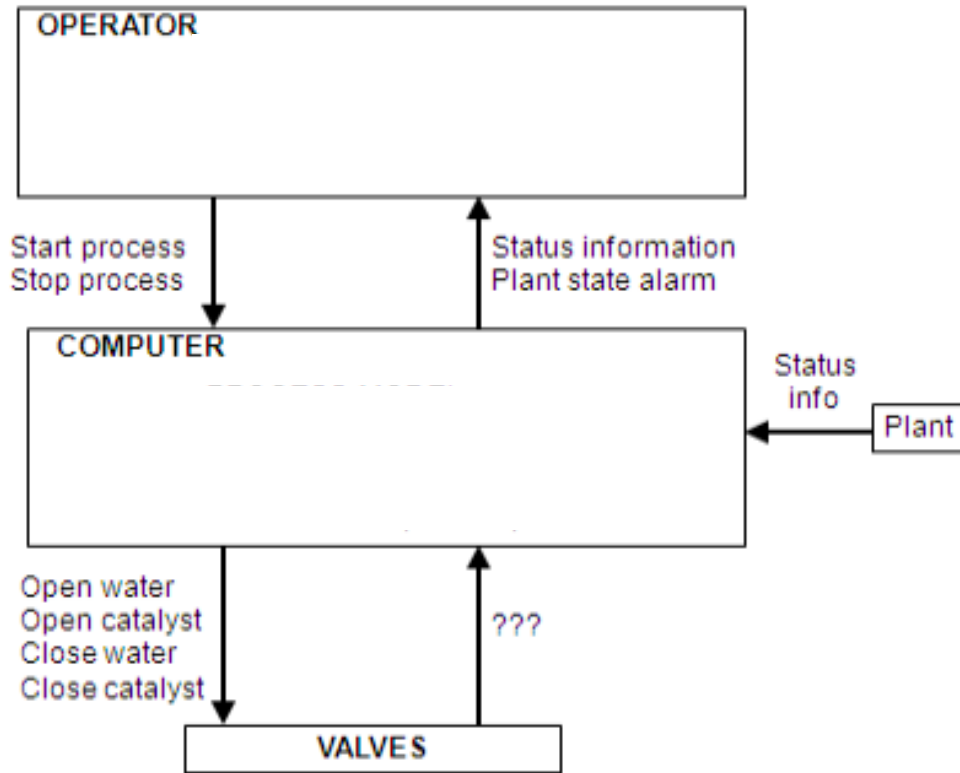 OPERATOR
Start process
Stop process
Status information
Plant state alarm
COMPUTER
Status
info
Plant
Open water
Open catalyst
Close water
Close catalyst
???
VALVES